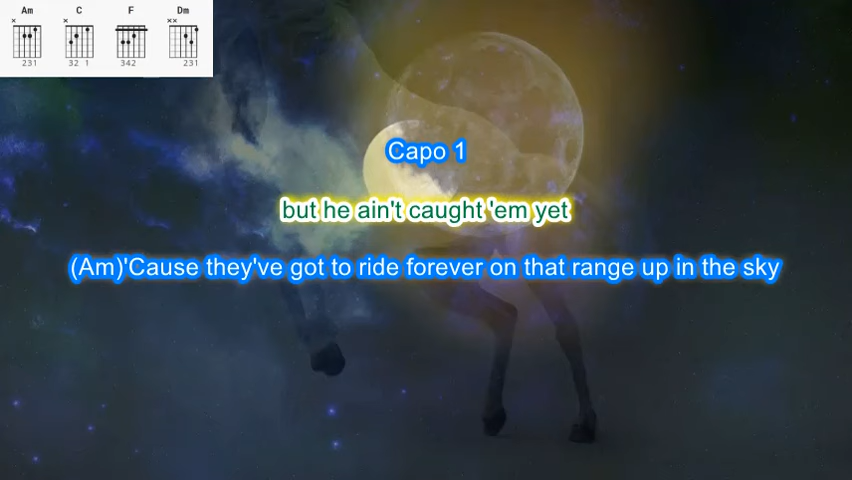 Am C F Dm
x x xx
231 32 1 342 231
Capo 1
but he ain't caught 'em yet
(Am)'Cause they've got to ride forever on that range up in the sky